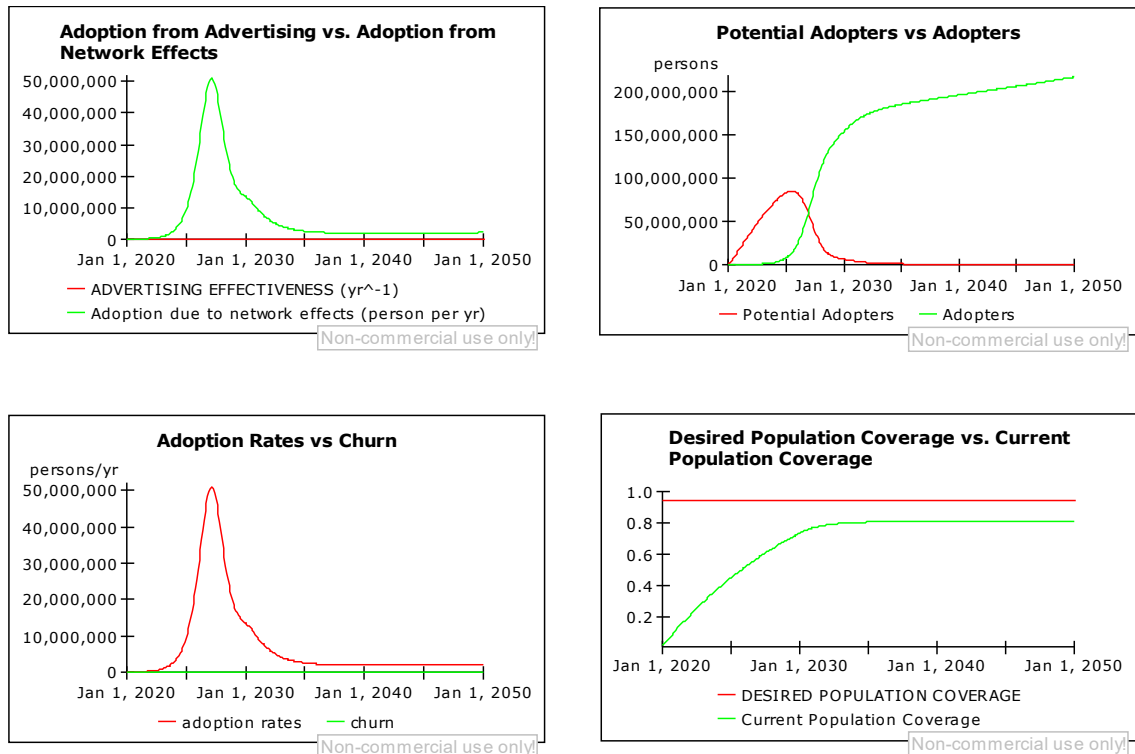 Adoption from Advertising vs. Adoption from
Network Effects
50,000,000
40,000,000
30,000,000
20,000,000
10,000,000
0
Jan 1, 2020 Jan 1, 2030 Jan 1, 2040 Jan 1, 2050
ADVERTISING EFFECTIVENESS (yr^-1)
Adoption due to network effects (person per yr)
Non-commercial use only!
Potential Adopters vs Adopters
persons
200,000,000
150,000,000
100,000,000
50,000,000
0
Jan 1, 2020 Jan 1, 2030 Jan 1, 2040 Jan 1, 2050
Potential Adopters Adopters
Non-commercial use only!
Adoption Rates vs Churn
persons/yr
50,000,000
40,000,000
30,000,000
20,000,000
10,000,000
0
Jan 1, 2020 Jan 1, 2030 Jan 1, 2040 Jan 1, 2050
adoption rates churn
Non-commercial use only!
Desired Population Coverage vs. Current
Population Coverage
1.0
0.8
0.6
0.4
0.2
Jan 1, 2020 Jan 1, 2030 Jan 1, 2040 Jan 1, 2050
DESIRED POPULATION COVERAGE
Current Population Coverage
Non-commercial use only!